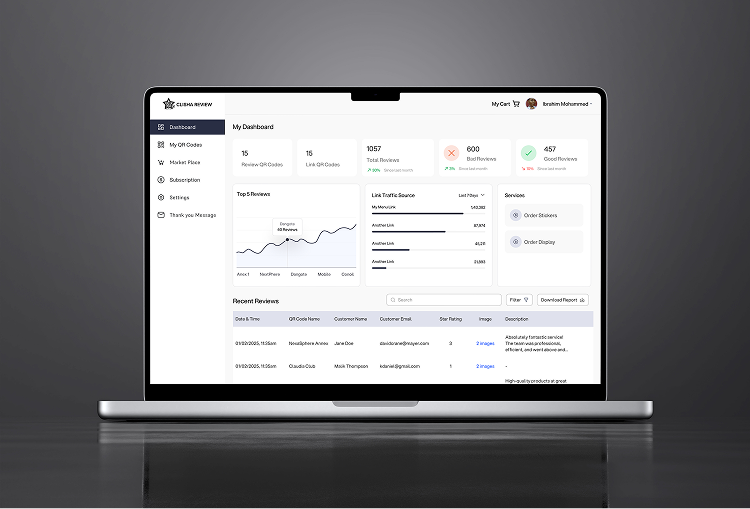 CLISHA REVIEW
My Cart
Ibrahim Mohammed
Dashboard
My QR Codes
Market Place
Subscription
Settings
Thank you Message
My Dashboard
15
Review QR Codes
15
Link QR Codes
1057
Total Reviews
20% Since last month
600
Bad Reviews
5% Since last month
457
Good Reviews
10% Since last month
Top 5 Reviews
Dangote
40 Reviews
Anex 1 NextPhere Dangote Mobile Conoil
Link Traffic Source
Last 7 Days
My Menu Link 1,43,382
Another Link 87,974
Another Link 45,211
Another Link 21,893
Services
Order Stickers
Order Display
Recent Reviews
Search
Filter
Download Report
Date & Time QR Code Name Customer Name Customer Email Star Rating Image Description
01/02/2025, 11:35am NexaSphere Annex Jane Doe davidcrane@mayer.com 3 2 images
Absolutely fantastic service!
The team was professional,
efficient, and went above and...
01/02/2025, 11:35am Claudia Club Mask Thompson kdaniel@gmail.com 1 2 images -
High-quality products at great